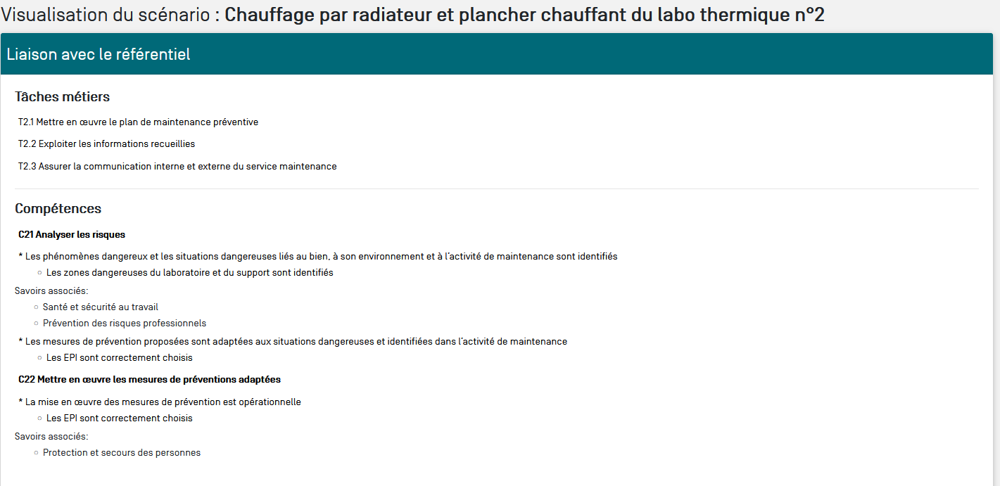 Visualisation du scénario : Chauffage par radiateur et plancher chauffant du labo thermique n°2
Liaison avec le référentiel
Tâches métiers
T2.1 Mettre en œuvre le plan de maintenance préventive
T2.2 Exploiter les informations recueillies
T2.3 Assurer la communication interne et externe du service maintenance
Compétences
C21 Analyser les risques
* Les phénomènes dangereux et les situations dangereuses liés au bien, à son environnement et à l'activité de maintenance sont identifiés
○ Les zones dangereuses du laboratoire et du support sont identifiés
Savoirs associés:
○ Santé et sécurité au travail
○ Prévention des risques professionnels
* Les mesures de prévention proposées sont adaptées aux situations dangereuses et identifiées dans l'activité de maintenance
○ Les EPI sont correctement choisis
C22 Mettre en œuvre les mesures de préventions adaptées
* La mise en œuvre des mesures de prévention est opérationnelle
○ Les EPI sont correctement choisis
Savoirs associés:
○ Protection et secours des personnes